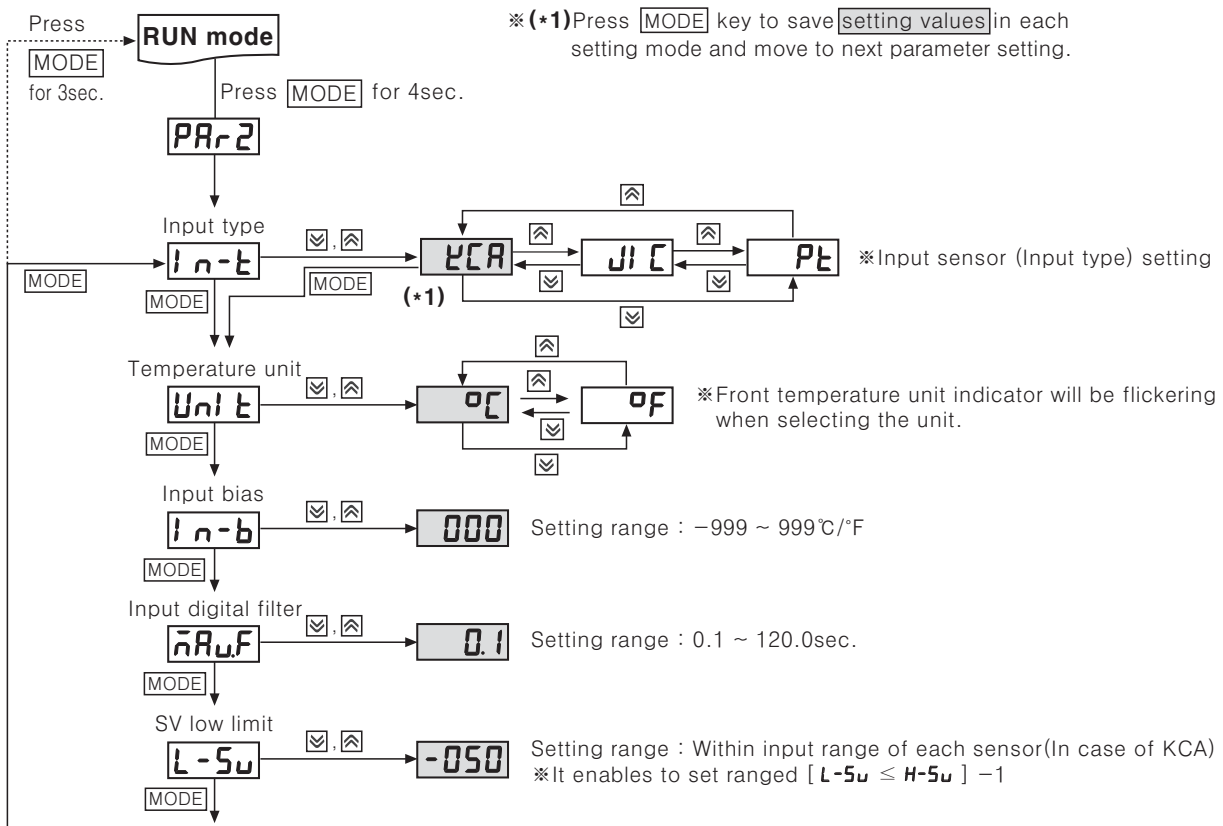 Press
MODE
for 3sec.
RUN mode
※(*1)Press MODE key to save setting values in each
setting mode and move to next parameter setting.
Press MODE for 4sec.
PAr2
Input type
In-t
MODE
MODE
MODE
KCA
(*1)
JIC
Pt
※Input sensor (Input type) setting
Temperature unit
UnIt
MODE
°C
°F
※Front temperature unit indicator will be flickering
when selecting the unit.
Input bias
In-b
MODE
000
Setting range : -999 ~ 999℃/°F
Input digital filter
mAu.F
MODE
0.1
Setting range : 0.1 ~ 120.0sec.
SV low limit
L-Su
MODE
-050
Setting range : Within input range of each sensor(In case of KCA)
※It enables to set ranged [ L-Su ≤ H-Su ] -1